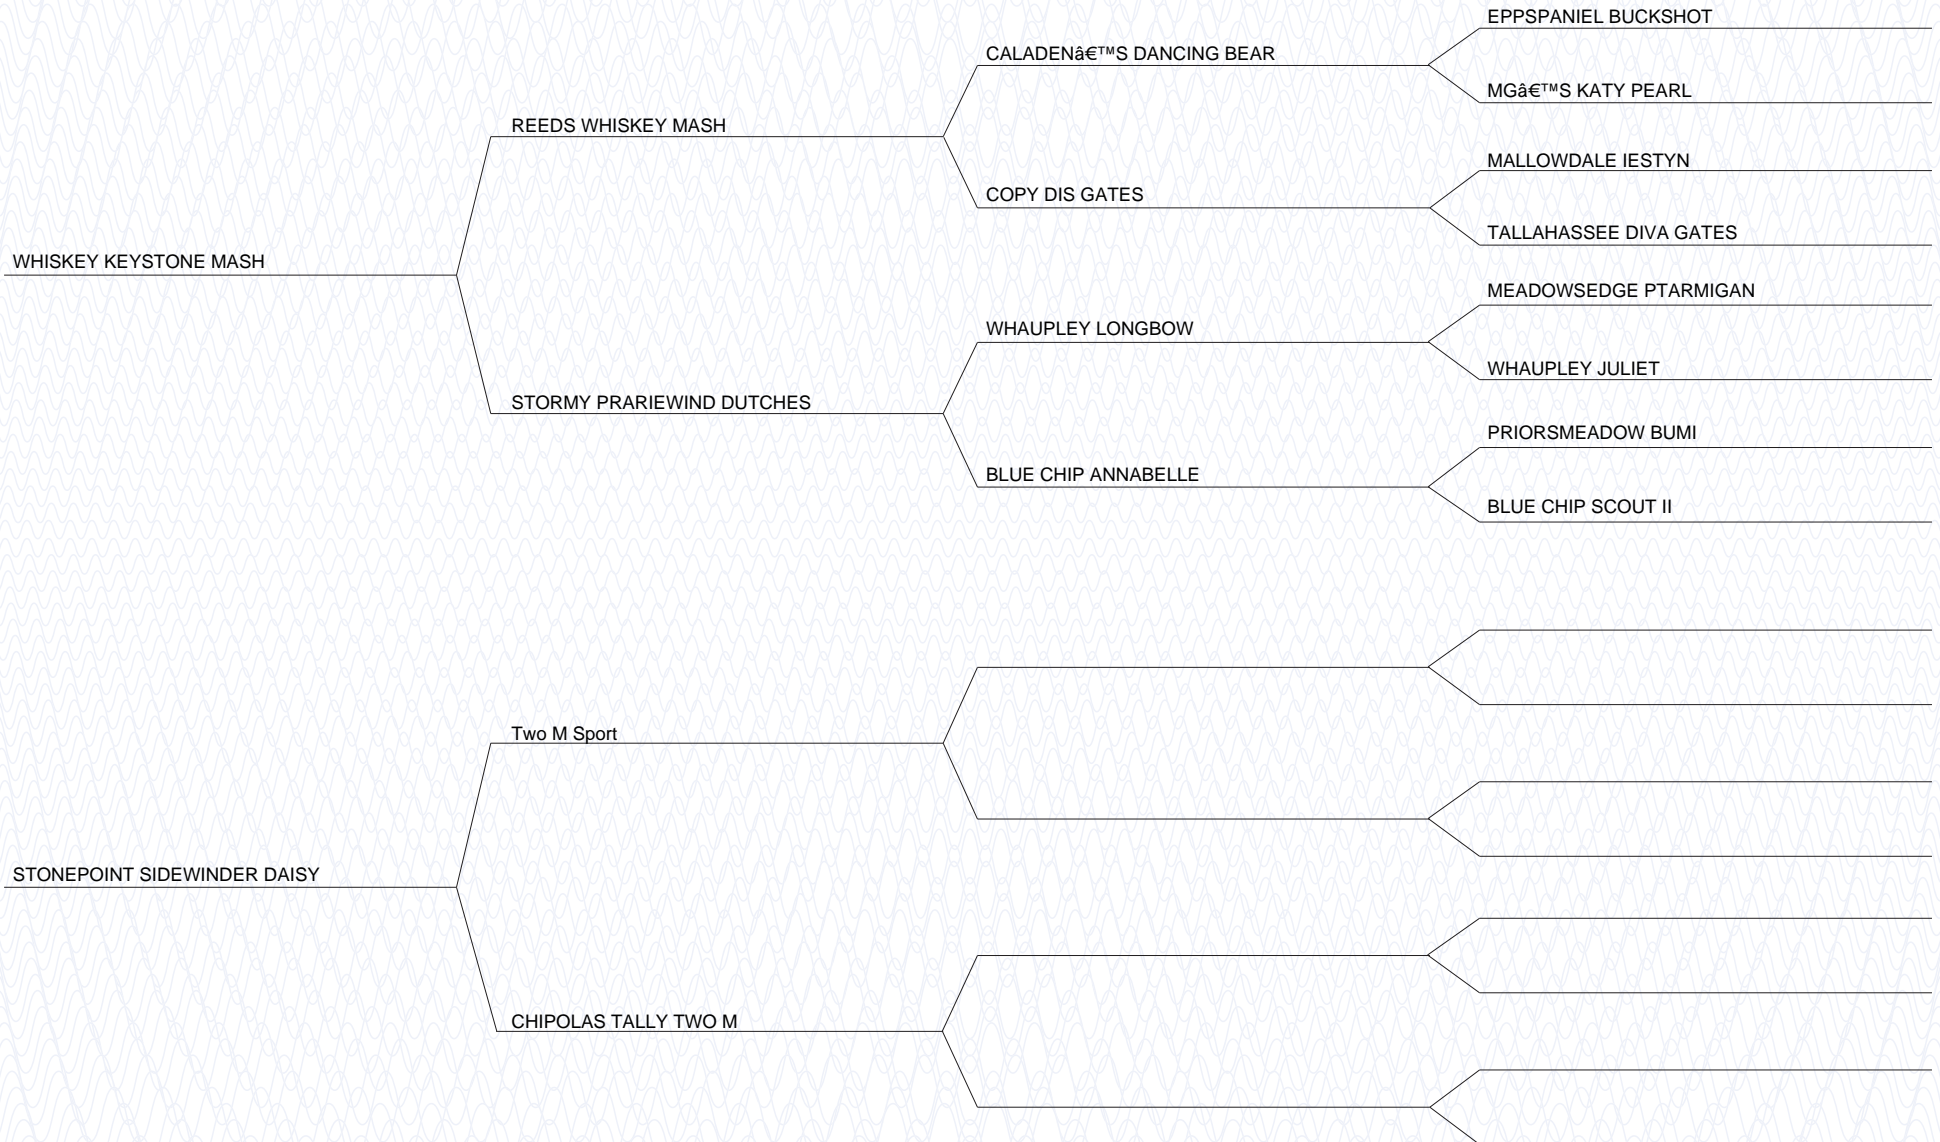 EPPSPANIEL BUCKSHOT
CALADENâ€™S DANCING BEAR
MGâ€™S KATY PEARL
REEDS WHISKEY MASH
MALLOWDALE IESTYN
COPY DIS GATES
TALLAHASSEE DIVA GATES
WHISKEY KEYSTONE MASH
MEADOWSEDGE PTARMIGAN
WHAUPLEY LONGBOW
WHAUPLEY JULIET
STORMY PRARIEWIND DUTCHES
PRIORSMEADOW BUMI
BLUE CHIP ANNABELLE
BLUE CHIP SCOUT II
Two M Sport
STONEPOINT SIDEWINDER DAISY
CHIPOLAS TALLY TWO M